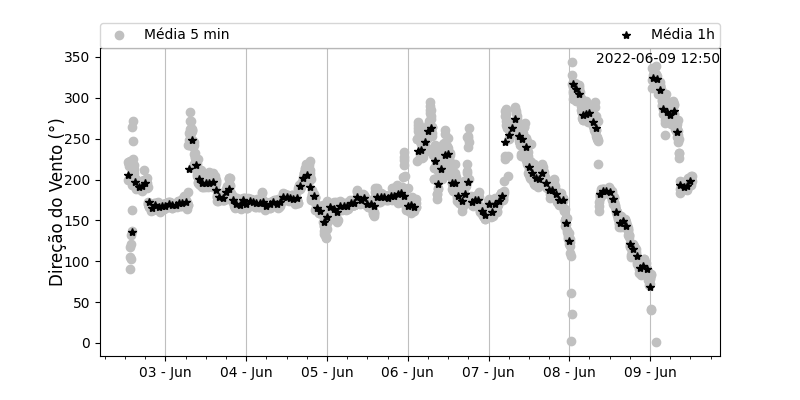 Média 5 min
Média 1h
2022-06-09 12:50
Direção do Vento (°)
350
300
250
200
150
100
50
0
03 - Jun
04 - Jun
05 - Jun
06 - Jun
07 - Jun
08 - Jun
09 - Jun